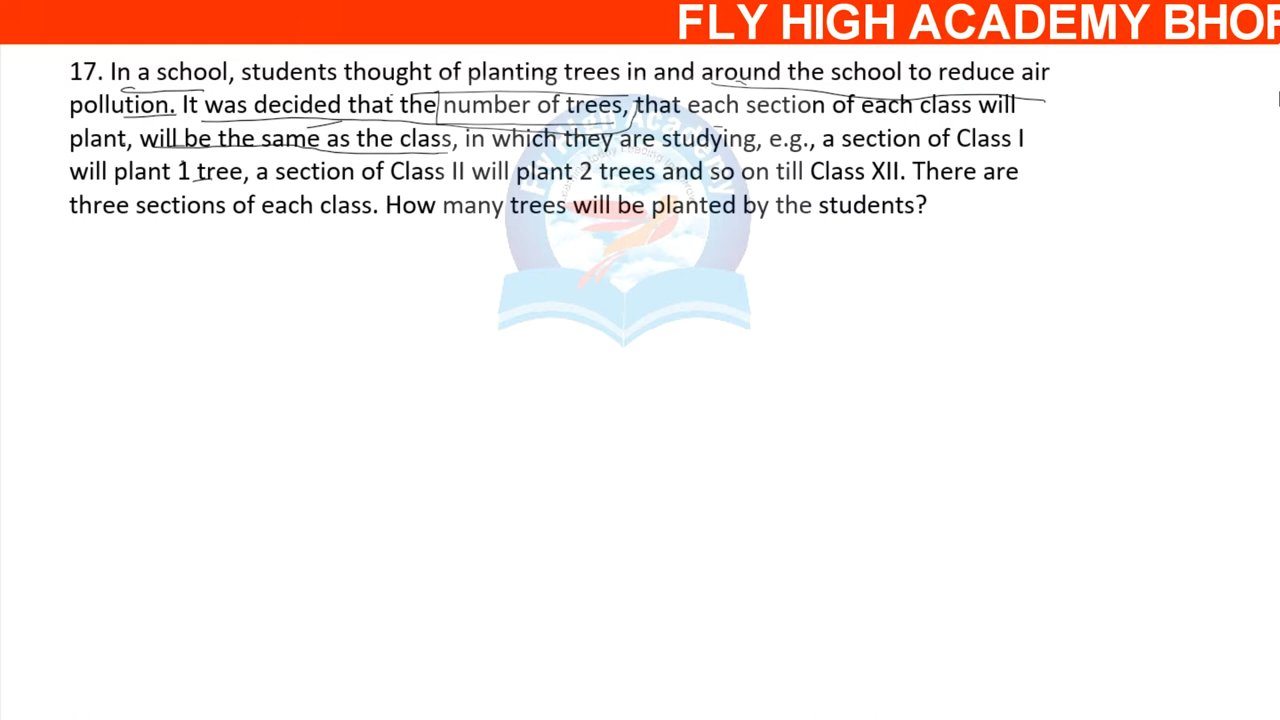 FLY HIGH ACADEMY BHOP
17. In a school, students thought of planting trees in and around the school to reduce air
pollution. It was decided that the number of trees, that each section of each class will
plant, will be the same as the class, in which they are studying, e.g., a section of Class I
will plant 1 tree, a section of Class II will plant 2 trees and so on till Class XII. There are
three sections of each class. How many trees will be planted by the students?
Fly High Academy